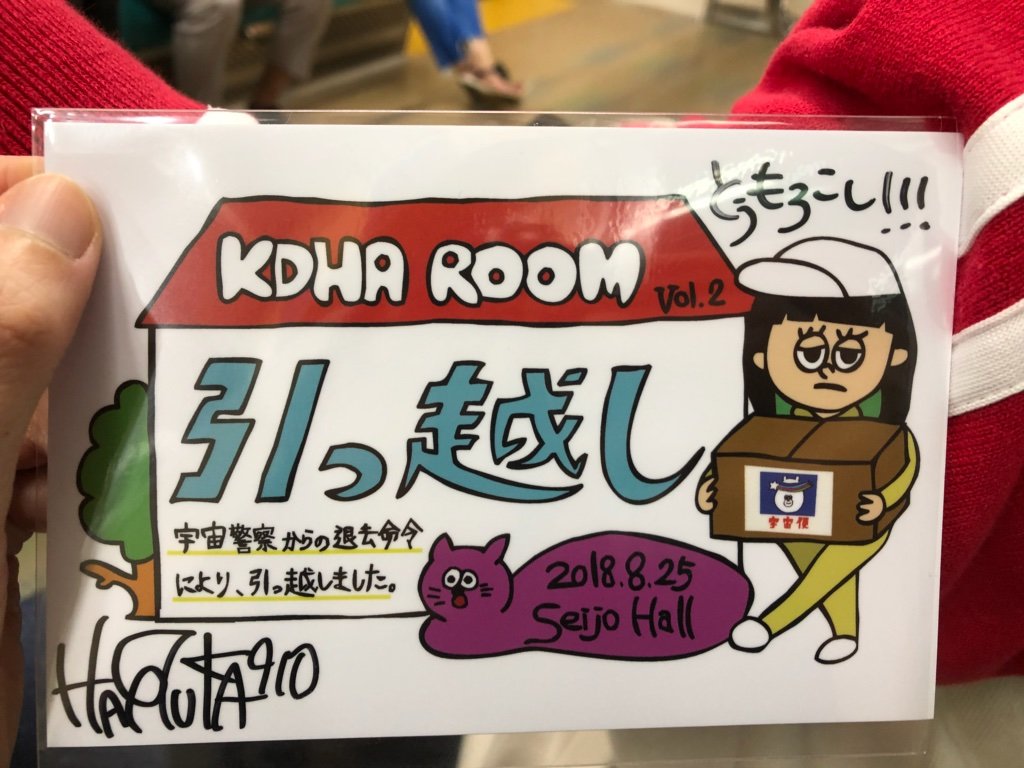 とうもろこし!!!
KDHA ROOM Vol.2
引っ越し
宇宙警察からの退去命令
により、引っ越しました。
宇宙便
2018.8.25
Seijo Hall